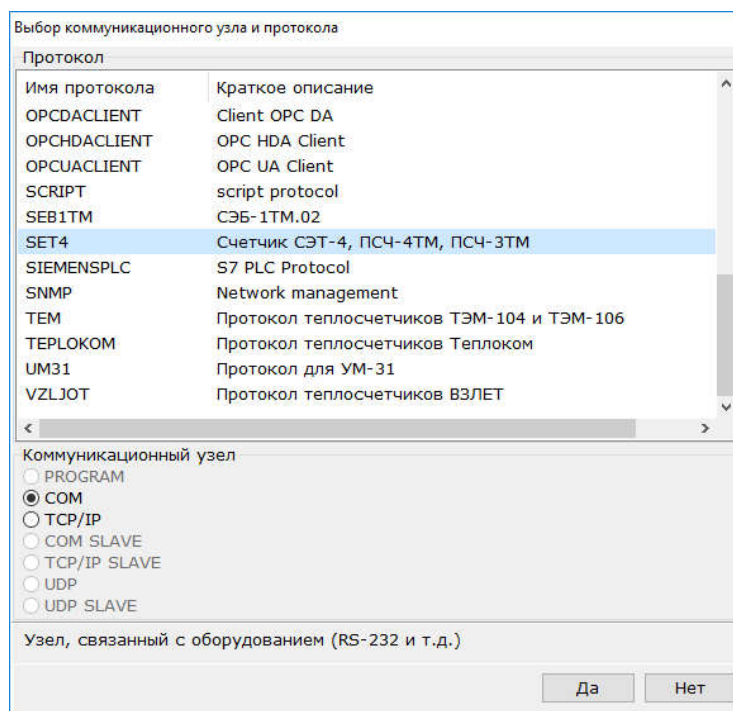 Выбор коммуникационного узла и протокола
Протокол
Имя протокола Краткое описание
OPCDACLIENT Client OPC DA
OPCHDACLIENT OPC HDA Client
OPCUACLIENT OPC UA Client
SCRIPT script protocol
SEB1TM СЭБ-1ТМ.02
SET4 Счетчик СЭТ-4, ПСЧ-4ТМ, ПСЧ-3ТМ
SIEMENSPLC S7 PLC Protocol
SNMP Network management
TEM Протокол теплосчетчиков ТЭМ-104 и ТЭМ-106
TEPLOKOM Протокол теплосчетчиков Теплоком
UM31 Протокол для УМ-31
VZLJOT Протокол теплосчетчиков ВЗЛЕТ
Коммуникационный узел
PROGRAM
COM
TCP/IP
COM SLAVE
TCP/IP SLAVE
UDP
UDP SLAVE
Узел, связанный с оборудованием (RS-232 и т.д.)
Да Нет